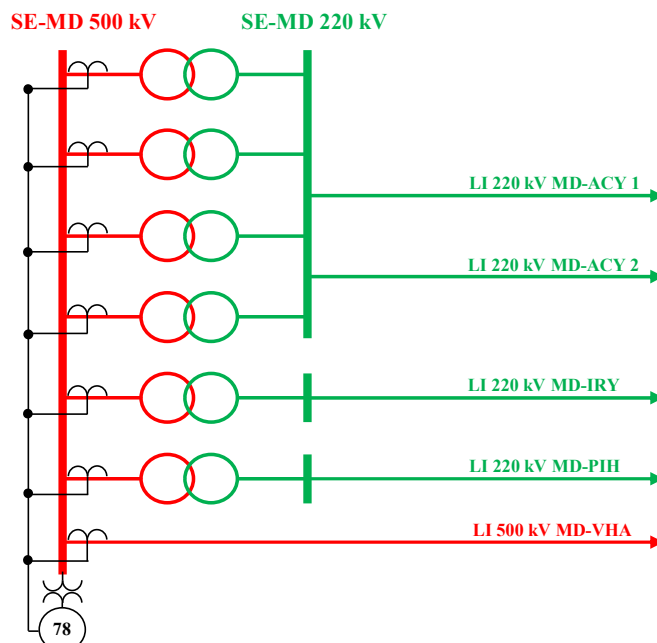 SE-MD 500 kV
SE-MD 220 kV
LI 220 kV MD-ACY 1
LI 220 kV MD-ACY 2
LI 220 kV MD-IRY
LI 220 kV MD-PIH
LI 500 kV MD-VHA
78